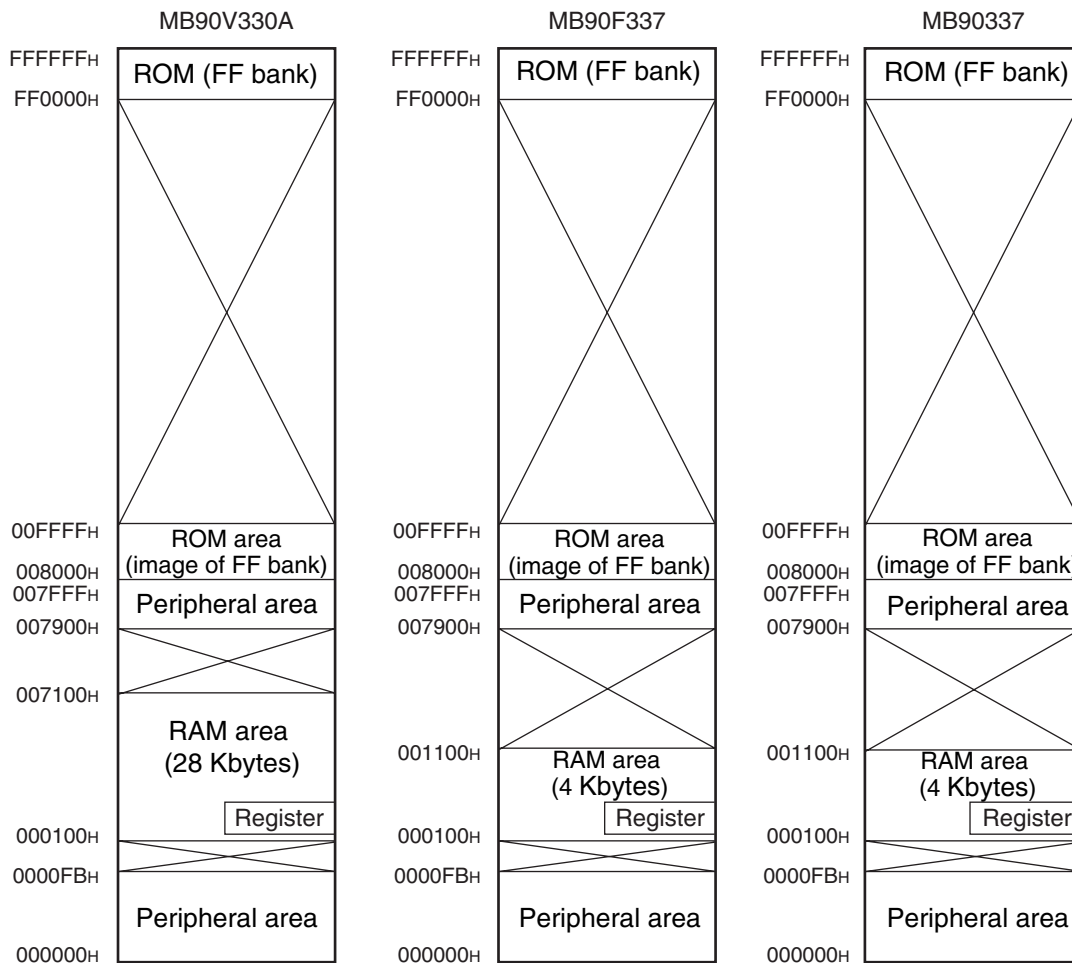 MB90V330A
FFFFFFH
ROM (FF bank)
FF0000H
00FFFFH
ROM area
(image of FF bank)
008000H
007FFFH
Peripheral area
007900H
007100H
RAM area
(28 Kbytes)
Register
000100H
0000FBH
Peripheral area
000000H
MB90F337
FFFFFFH
ROM (FF bank)
FF0000H
00FFFFH
ROM area
(image of FF bank)
008000H
007FFFH
Peripheral area
007900H
001100H
RAM area
(4 Kbytes)
Register
000100H
0000FBH
Peripheral area
000000H
MB90337
FFFFFFH
ROM (FF bank)
FF0000H
00FFFFH
ROM area
(image of FF bank)
008000H
007FFFH
Peripheral area
007900H
001100H
RAM area
(4 Kbytes)
Register
000100H
0000FBH
Peripheral area
000000H